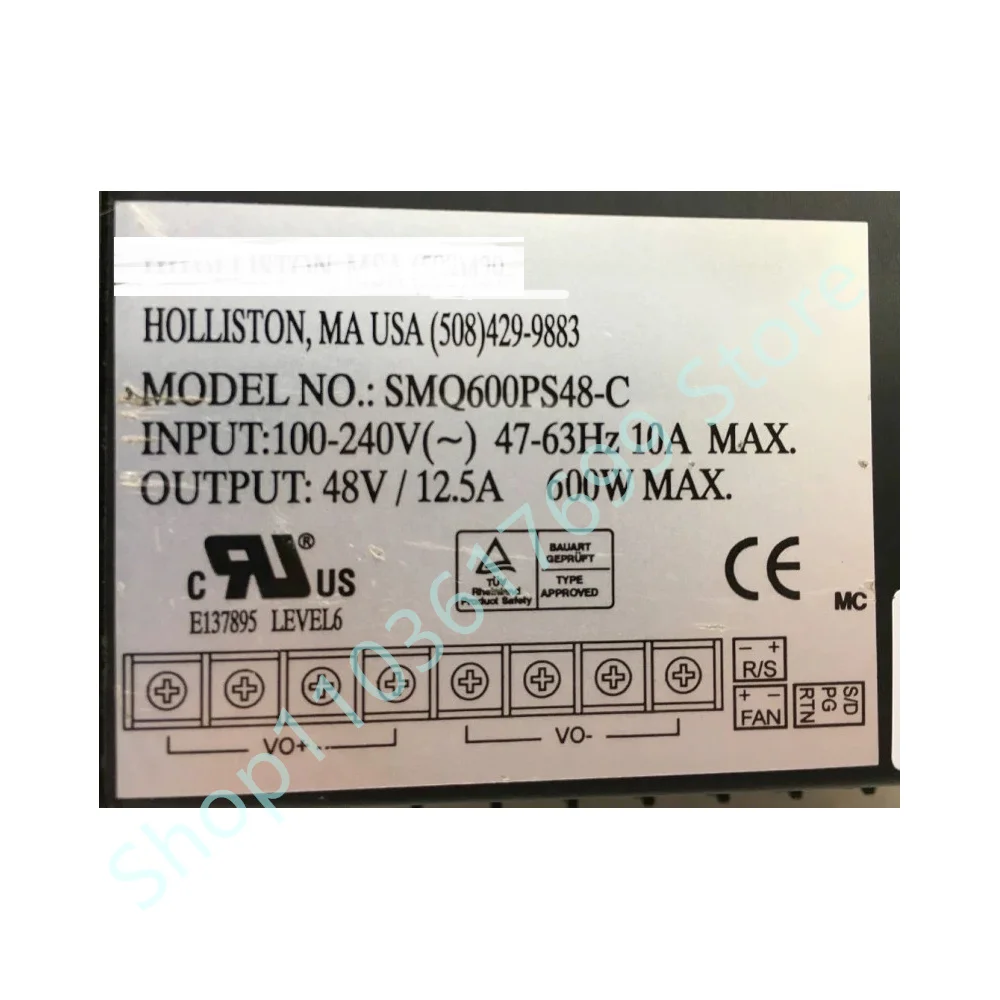 HOLLISTON, MA USA (508)429-9883
MODEL NO.: SMQ600PS48-C
INPUT:100-240V(~) 47-63Hz 10A MAX.
OUTPUT: 48V / 12.5A 600W MAX.
C RU ® US
E137895 LEVEL6
TÜV
Rheinland
Product Safety
BAUART
GEPRÜFT
TYPE
APPROVED
CE
MC
- +
R/S
+ -
FAN
S/D
PG
RTN
VO+
VO-
Shop1103617699 Store